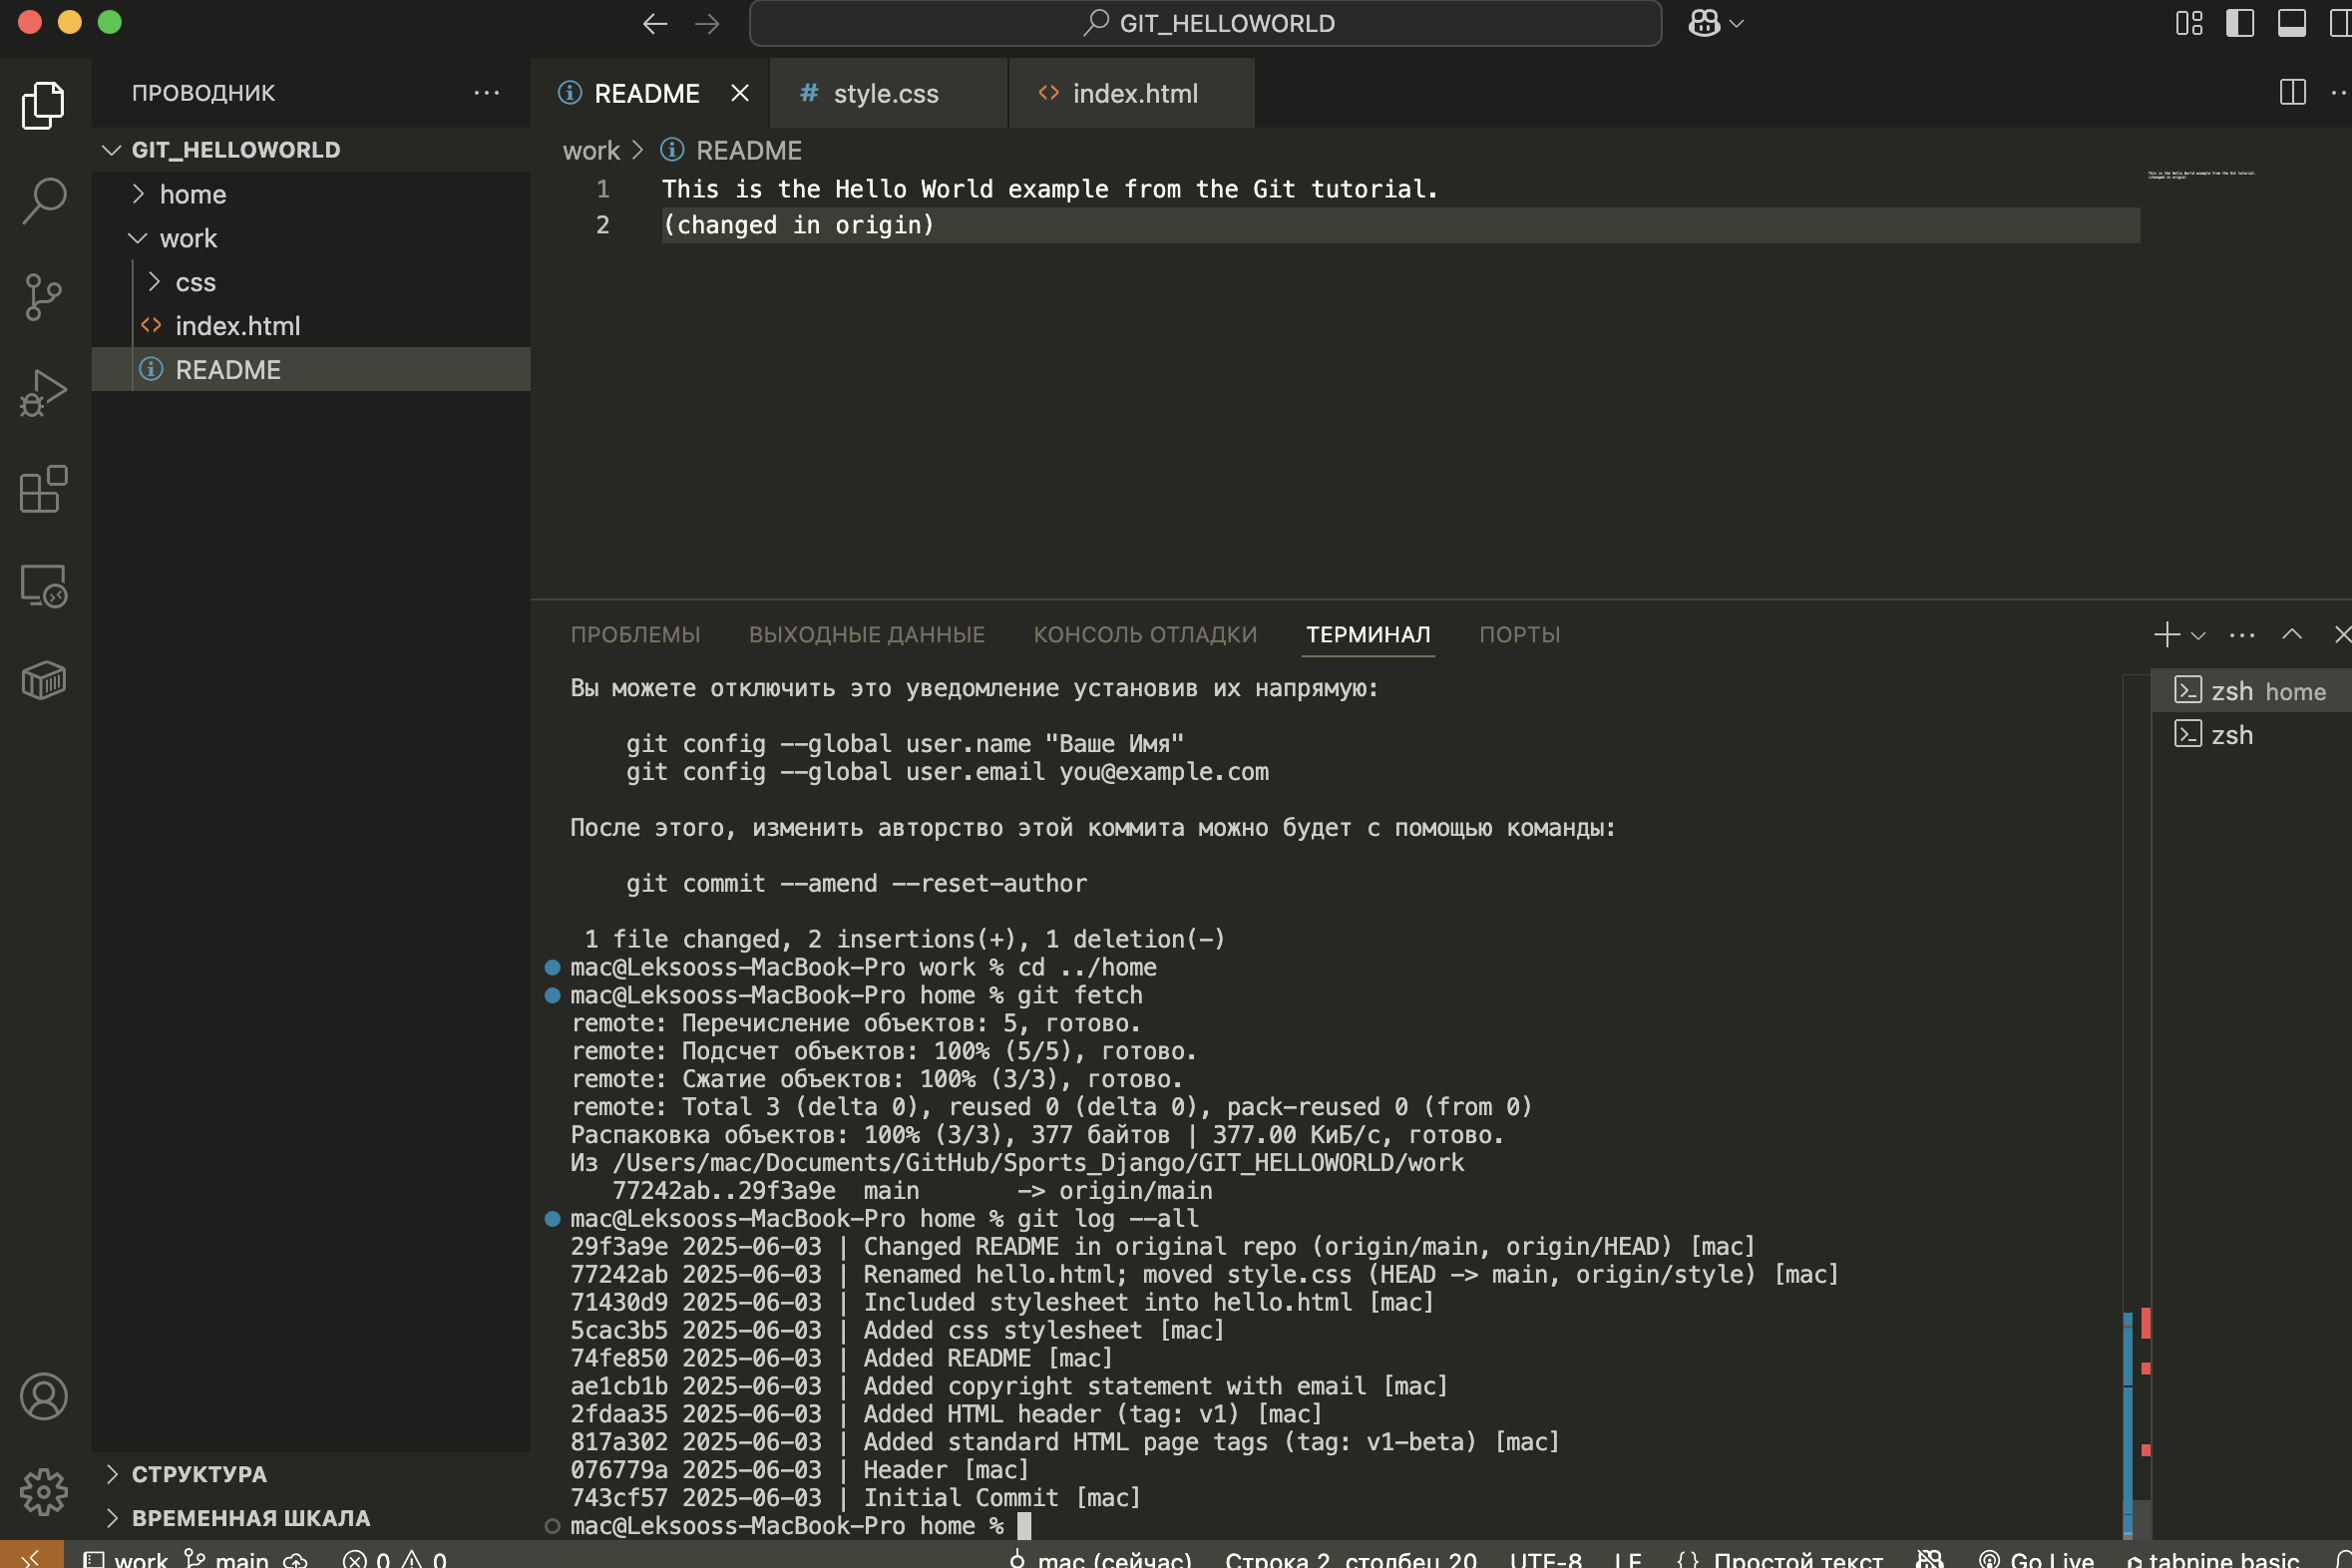 GIT_HELLOWORLD
ПРОВОДНИК
GIT_HELLOWORLD
home
work
css
index.html
README
СТРУКТУРА
ВРЕМЕННАЯ ШКАЛА
README
# style.css
<> index.html
work > README
1 This is the Hello World example from the Git tutorial.
2 (changed in origin)
ПРОБЛЕМЫ ВЫХОДНЫЕ ДАННЫЕ КОНСОЛЬ ОТЛАДКИ ТЕРМИНАЛ ПОРТЫ
Вы можете отключить это уведомление установив их напрямую:
git config --global user.name "Ваше Имя"
git config --global user.email you@example.com
После этого, изменить авторство этой коммита можно будет с помощью команды:
git commit --amend --reset-author
1 file changed, 2 insertions(+), 1 deletion(-)
mac@Leksooss-MacBook-Pro work % cd ../home
mac@Leksooss-MacBook-Pro home % git fetch
remote: Перечисление объектов: 5, готово.
remote: Подсчет объектов: 100% (5/5), готово.
remote: Сжатие объектов: 100% (3/3), готово.
remote: Total 3 (delta 0), reused 0 (delta 0), pack-reused 0 (from 0)
Распаковка объектов: 100% (3/3), 377 байтов | 377.00 КиБ/с, готово.
Из /Users/mac/Documents/GitHub/Sports_Django/GIT_HELLOWORLD/work
77242ab..29f3a9e main -> origin/main
mac@Leksooss-MacBook-Pro home % git log --all
29f3a9e 2025-06-03 | Changed README in original repo (origin/main, origin/HEAD) [mac]
77242ab 2025-06-03 | Renamed hello.html; moved style.css (HEAD -> main, origin/style) [mac]
71430d9 2025-06-03 | Included stylesheet into hello.html [mac]
5cac3b5 2025-06-03 | Added css stylesheet [mac]
74fe850 2025-06-03 | Added README [mac]
ae1cb1b 2025-06-03 | Added copyright statement with email [mac]
2fdaa35 2025-06-03 | Added HTML header (tag: v1) [mac]
817a302 2025-06-03 | Added standard HTML page tags (tag: v1-beta) [mac]
076779a 2025-06-03 | Header [mac]
743cf57 2025-06-03 | Initial Commit [mac]
mac@Leksooss-MacBook-Pro home %
zsh home
zsh
work main 0 0 mac (сейчас) Строка 2, столбец 20 UTF-8 LF {} Простой текст Go Live tabnine basic